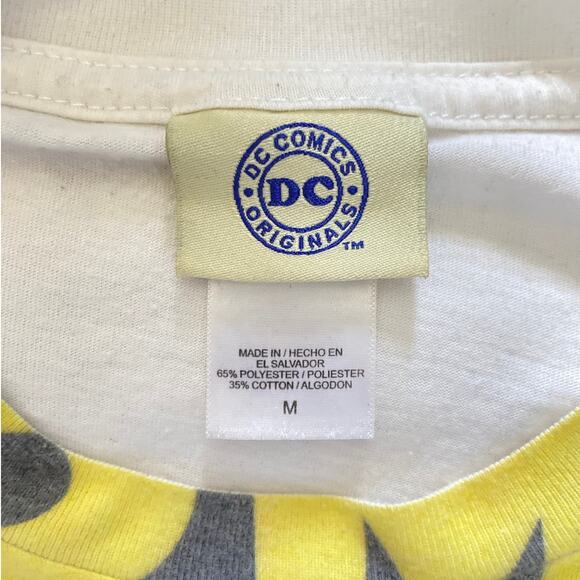 DC COMICS
DC
ORIGINALS
TM
MADE IN / HECHO EN
EL SALVADOR
65% POLYESTER / POLIESTER
35% COTTON / ALGODON
M